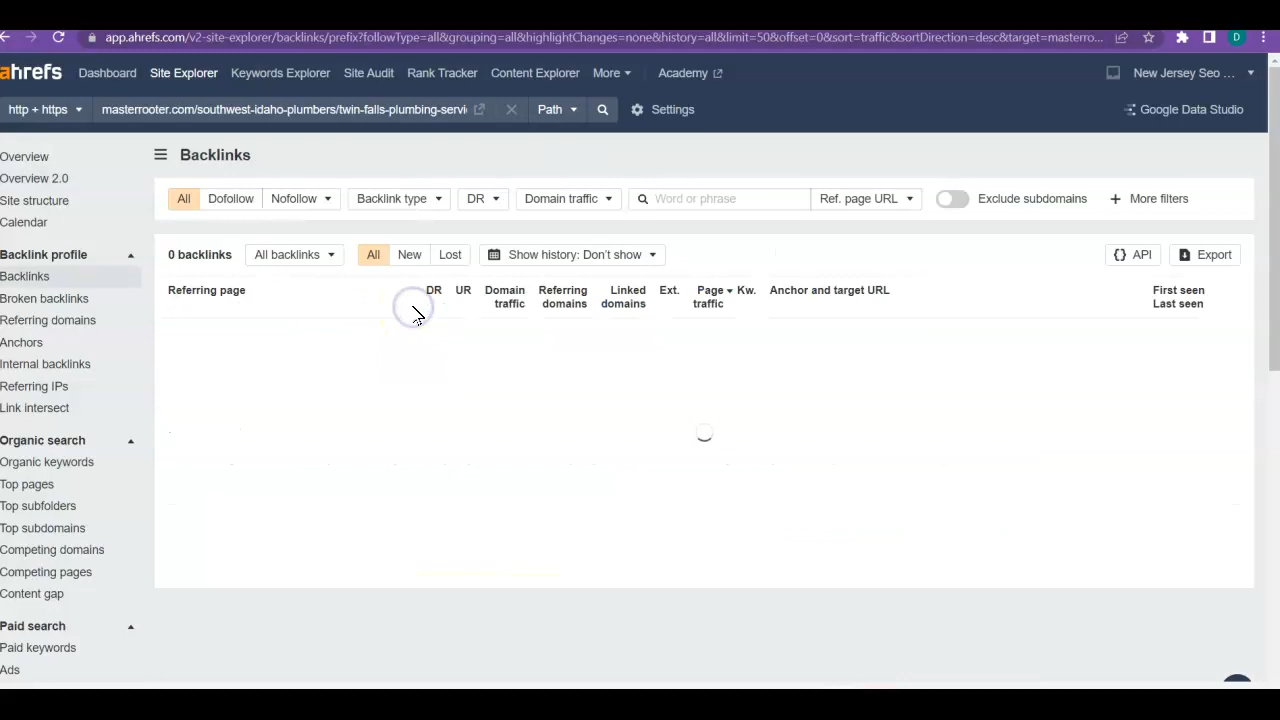 app.ahrefs.com/v2-site-explorer/backlinks/prefix?followType=all&grouping=all&highlightChanges=none&history=all&limit=50&offset=0&sort=traffic&sortDirection=desc&target=masterro...
D
ahrefs Dashboard Site Explorer Keywords Explorer Site Audit Rank Tracker Content Explorer More Academy New Jersey Seo ...
http + https masterrooter.com/southwest-idaho-plumbers/twin-falls-plumbing-servi Path Settings Google Data Studio
Overview
Overview 2.0
Site structure
Calendar
Backlink profile
Backlinks
Broken backlinks
Referring domains
Anchors
Internal backlinks
Referring IPs
Link intersect
Organic search
Organic keywords
Top pages
Top subfolders
Top subdomains
Competing domains
Competing pages
Content gap
Paid search
Paid keywords
Ads
Backlinks
All Dofollow Nofollow Backlink type DR Domain traffic Word or phrase Ref. page URL Exclude subdomains + More filters
0 backlinks All backlinks All New Lost Show history: Don't show {} API Export
Referring page DR UR Domain Referring Linked Ext. Page Kw. Anchor and target URL First seen
traffic domains domains traffic Last seen